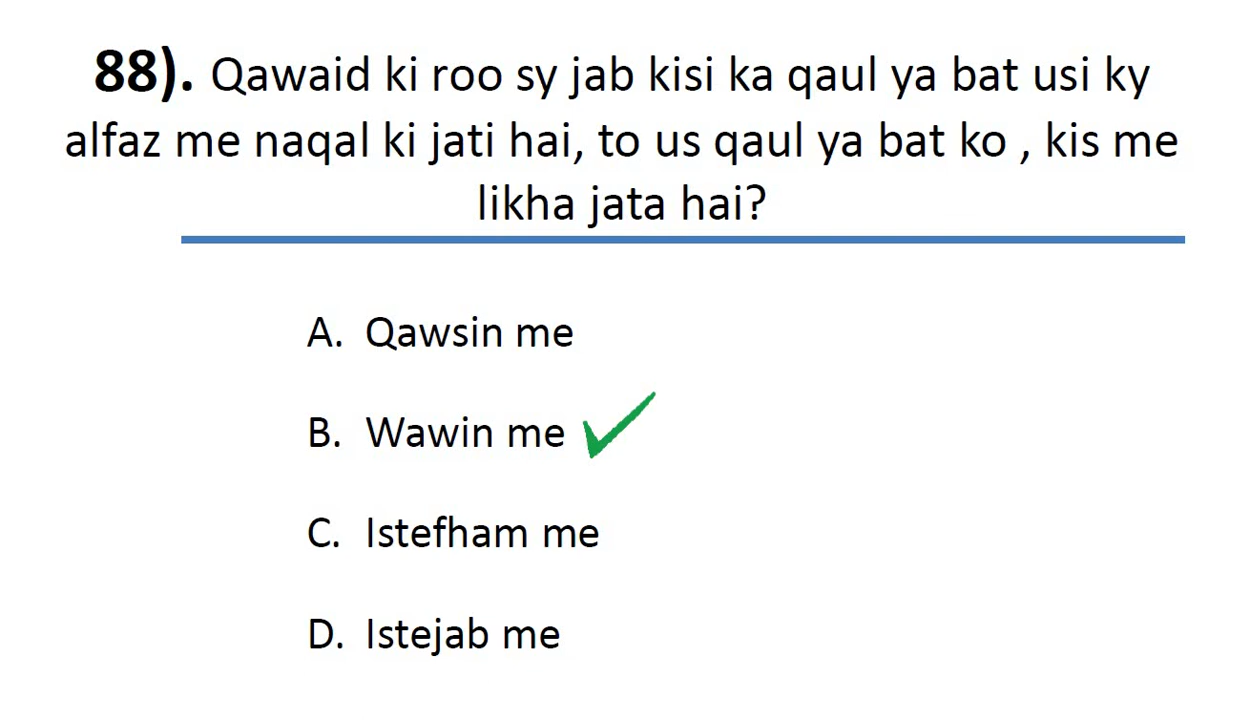 88). Qawaid ki roo sy jab kisi ka qaul ya bat usi ky
alfaz me naqal ki jati hai, to us qaul ya bat ko , kis me
likha jata hai?
A. Qawsin me
B. Wawin me
C. Istefham me
D. Istejab me